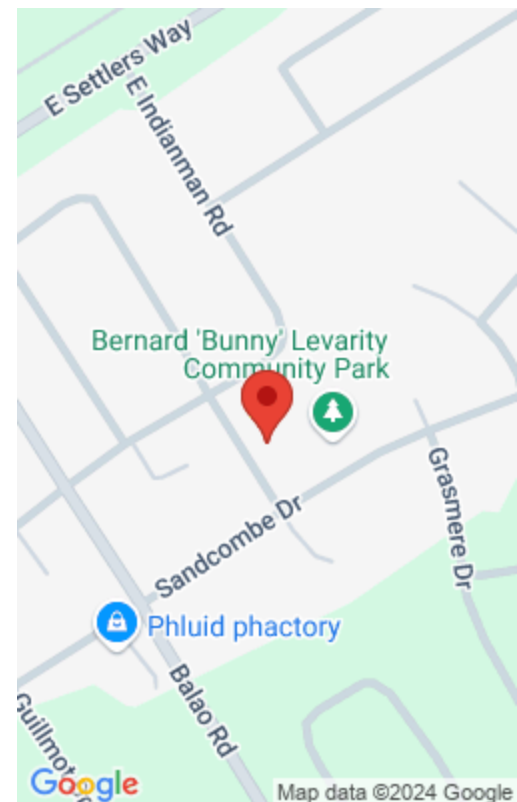 E Settlers Way
E Indianman Rd
Bernard 'Bunny' Levarity
Community Park
Grasmere Dr
Sandcombe Dr
Phluid phactory
Balao Rd
Guillmot
Google
Map data ©2024 Google